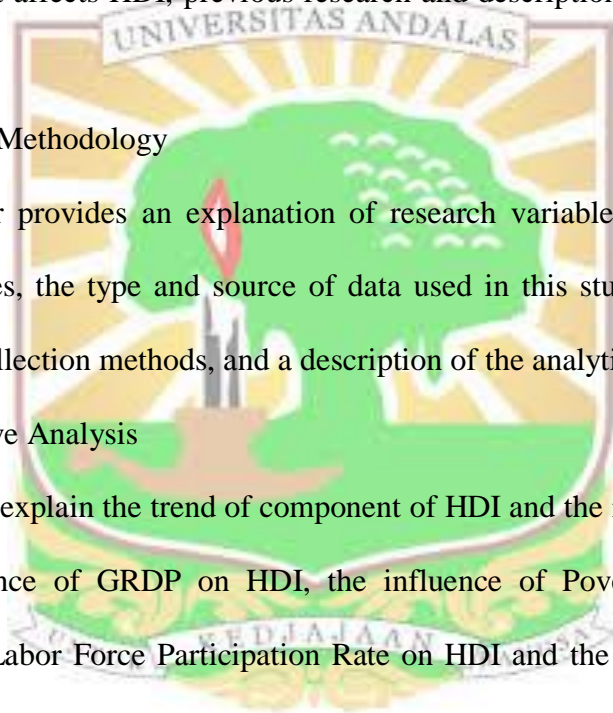 affects HDI, previous research and description
UNIVERSITAS ANDALAS
Methodology
r provides an explanation of research variable
es, the type and source of data used in this stu
llection methods, and a description of the analyti
ve Analysis
explain the trend of component of HDI and the
nce of GRDP on HDI, the influence of Pov
KEDJAJAAN
Labor Force Participation Rate on HDI and the